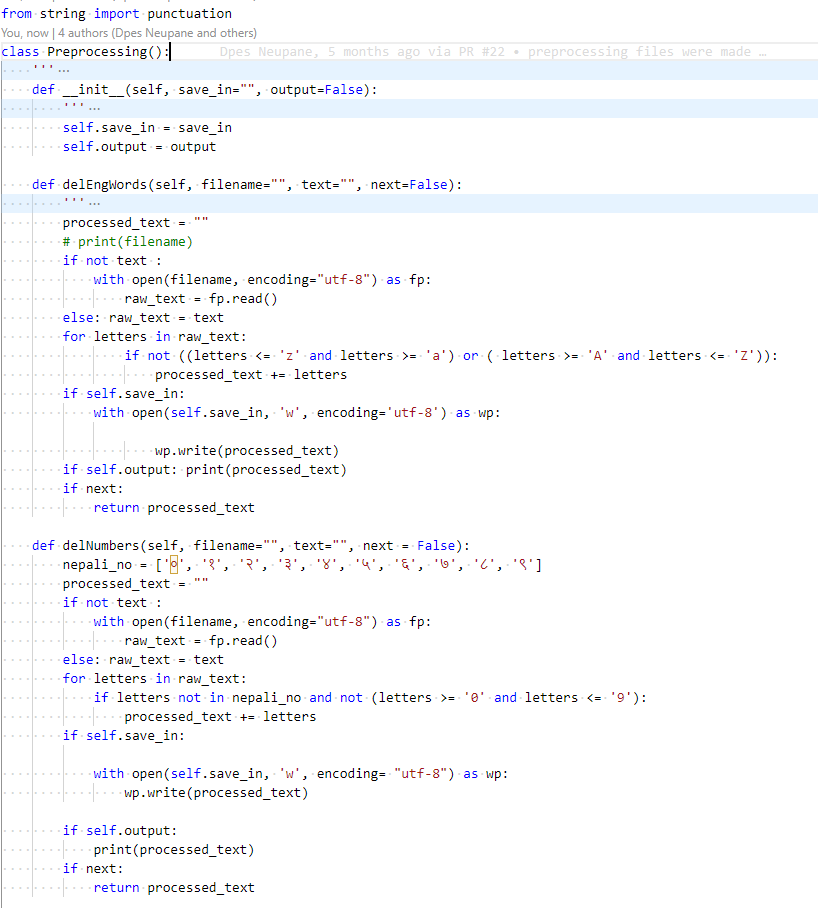 from string import punctuation
You, now | 4 authors (Dpes Neupane and others)
class Preprocessing(): Dpes Neupane, 5 months ago via PR #22 • preprocessing files were made …
    ''' …
    def __init__(self, save_in="", output=False):
        ''' …
        self.save_in = save_in
        self.output = output
    def delEngWords(self, filename="", text="", next=False):
        ''' …
        processed_text = ""
        # print(filename)
        if not text :
            with open(filename, encoding="utf-8") as fp:
                raw_text = fp.read()
        else: raw_text = text
        for letters in raw_text:
                if not ((letters <= 'z' and letters >= 'a') or ( letters >= 'A' and letters <= 'Z')):
                    processed_text += letters
        if self.save_in:
            with open(self.save_in, 'w', encoding='utf-8') as wp:
                    wp.write(processed_text)
        if self.output: print(processed_text)
        if next:
            return processed_text
    def delNumbers(self, filename="", text="", next = False):
        nepali_no = ['०', '१', '२', '३', '४', '५', '६', '७', '८', '९']
        processed_text = ""
        if not text :
            with open(filename, encoding="utf-8") as fp:
                raw_text = fp.read()
        else: raw_text = text
        for letters in raw_text:
            if letters not in nepali_no and not (letters >= '0' and letters <= '9'):
                processed_text += letters
        if self.save_in:
            with open(self.save_in, 'w', encoding= "utf-8") as wp:
                wp.write(processed_text)
        if self.output:
            print(processed_text)
        if next:
            return processed_text